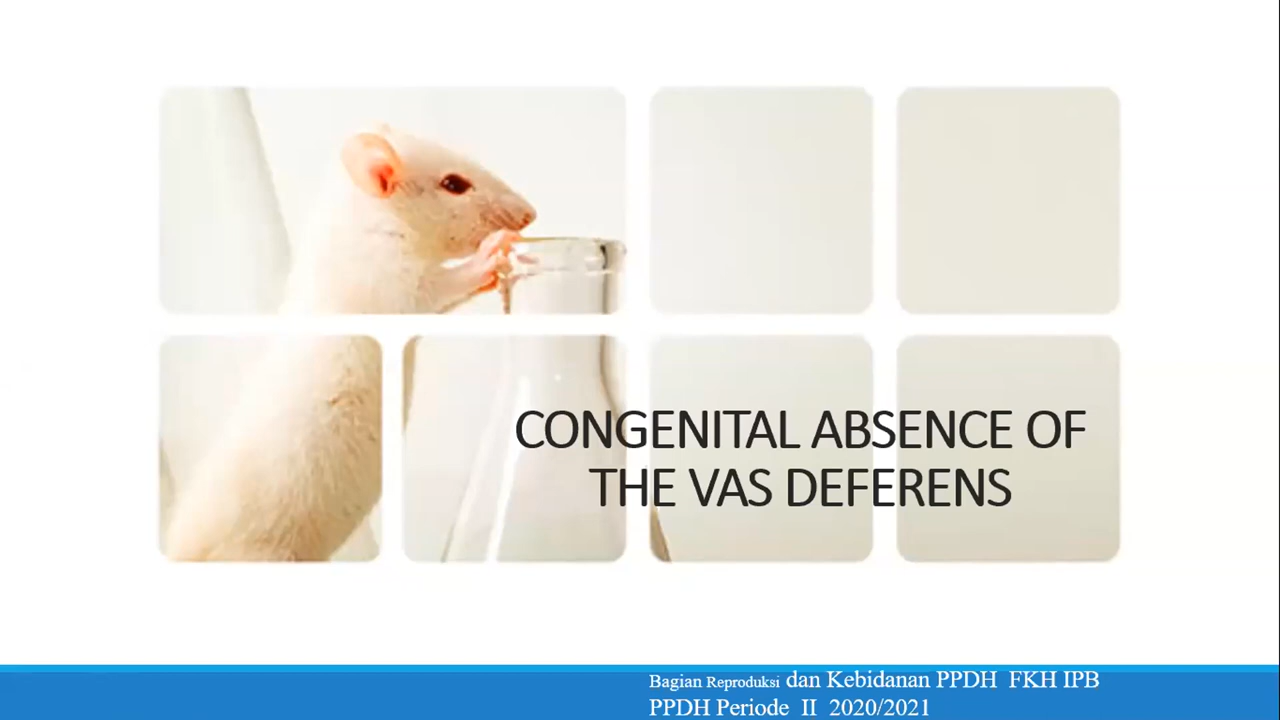 CONGENITAL ABSENCE OF
THE VAS DEFERENS
Bagian Reproduksi dan Kebidanan PPDH FKH IPB
PPDH Periode II 2020/2021